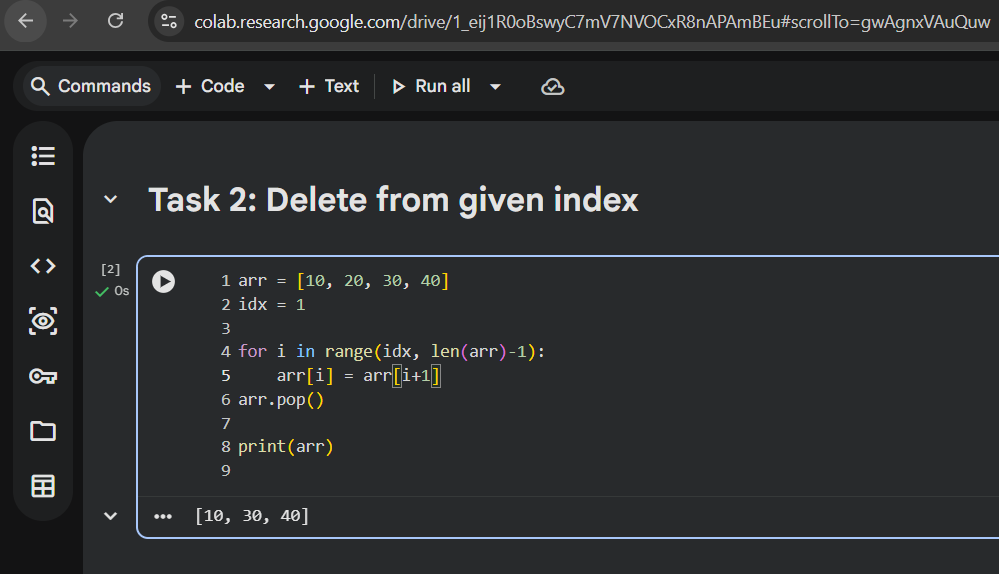 colab.research.google.com/drive/1_eij1R0oBswyC7mV7NVOCxR8nAPAmBEu#scrollTo=gwAgnxVAuQuw
Commands + Code + Text Run all
Task 2: Delete from given index
[2]
0s
1 arr = [10, 20, 30, 40]
2 idx = 1
3
4 for i in range(idx, len(arr)-1):
5     arr[i] = arr[i+1]
6 arr.pop()
7
8 print(arr)
9
[10, 30, 40]